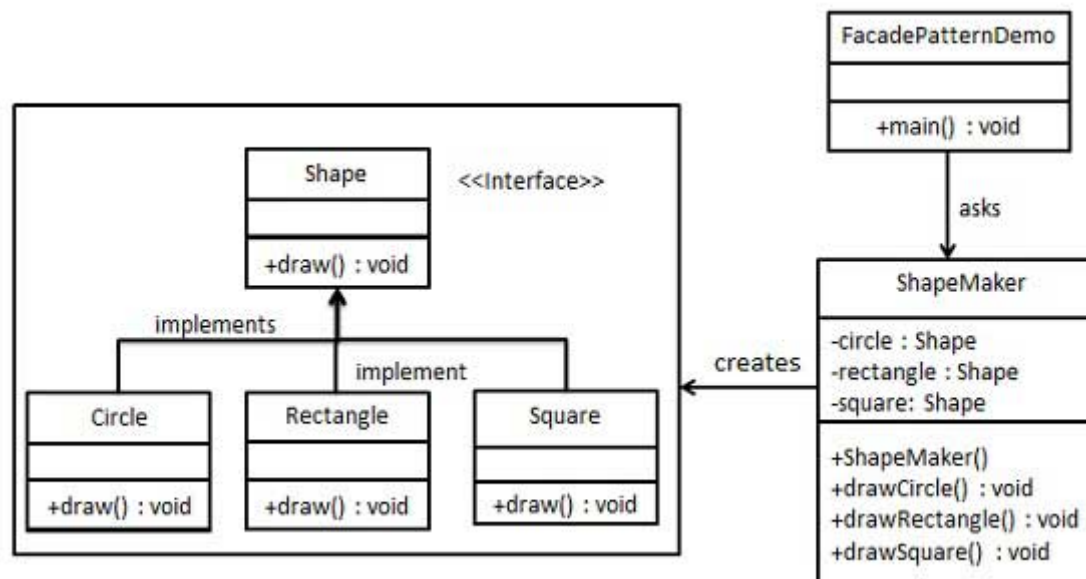 FacadePatternDemo
+main() : void
asks
Shape
<<Interface>>
+draw() : void
implements
implement
Circle
+draw() : void
Rectangle
+draw() : void
Square
+draw() : void
creates
ShapeMaker
-circle : Shape
-rectangle : Shape
-square: Shape
+ShapeMaker()
+drawCircle() : void
+drawRectangle() : void
+drawSquare() : void